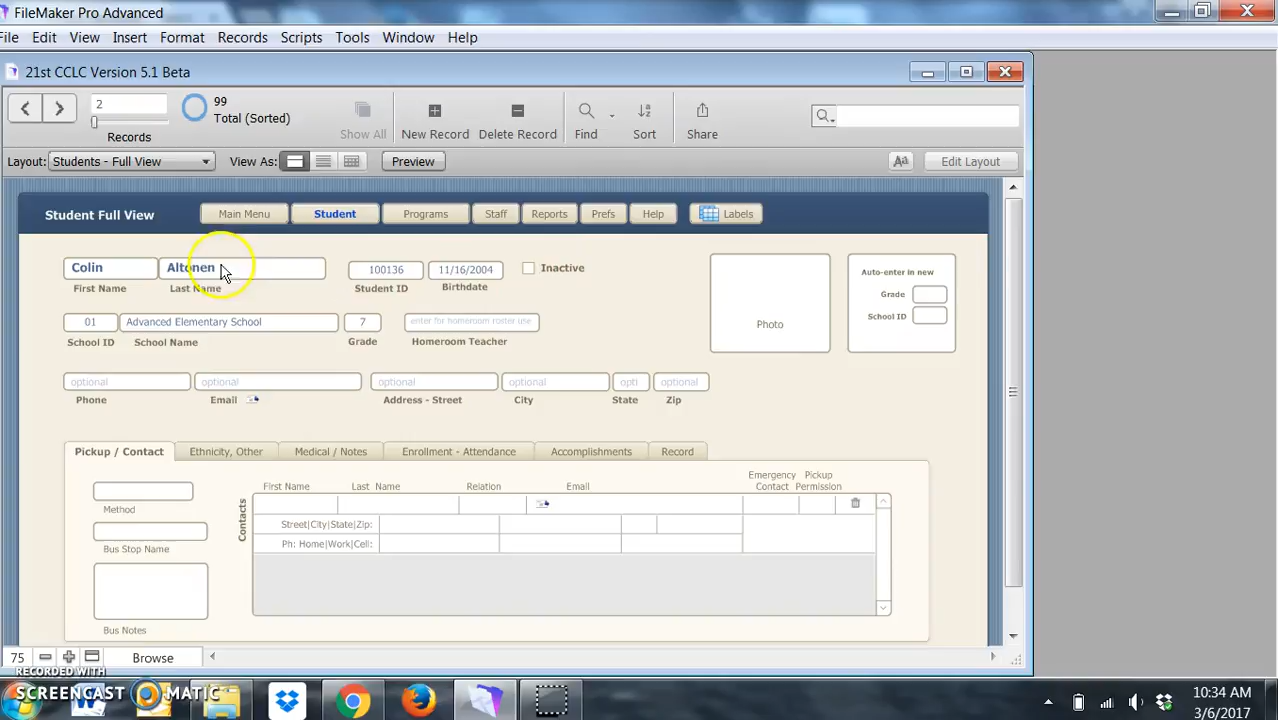 FileMaker Pro Advanced
File Edit View Insert Format Records Scripts Tools Window Help
21st CCLC Version 5.1 Beta
2 99
Total (Sorted)
Records Show All New Record Delete Record Find Sort Share
Layout: Students - Full View View As: Preview Aa Edit Layout
Student Full View Main Menu Student Programs Staff Reports Prefs Help Labels
Colin Altonen 100136 11/16/2004 Inactive
First Name Last Name Student ID Birthdate
Auto-enter in new
Grade
School ID
Photo
01 Advanced Elementary School 7 enter for homeroom roster use
School ID School Name Grade Homeroom Teacher
optional optional optional optional opti optional
Phone Email Address - Street City State Zip
Pickup / Contact Ethnicity, Other Medical / Notes Enrollment - Attendance Accomplishments Record
First Name Last Name Relation Email Emergency Contact Pickup Permission
Contacts
Method
Street|City|State|Zip:
Bus Stop Name
Ph: Home|Work|Cell:
Bus Notes
75 Browse
RECORDED WITH
SCREENCAST MATIC
10:34 AM
3/6/2017